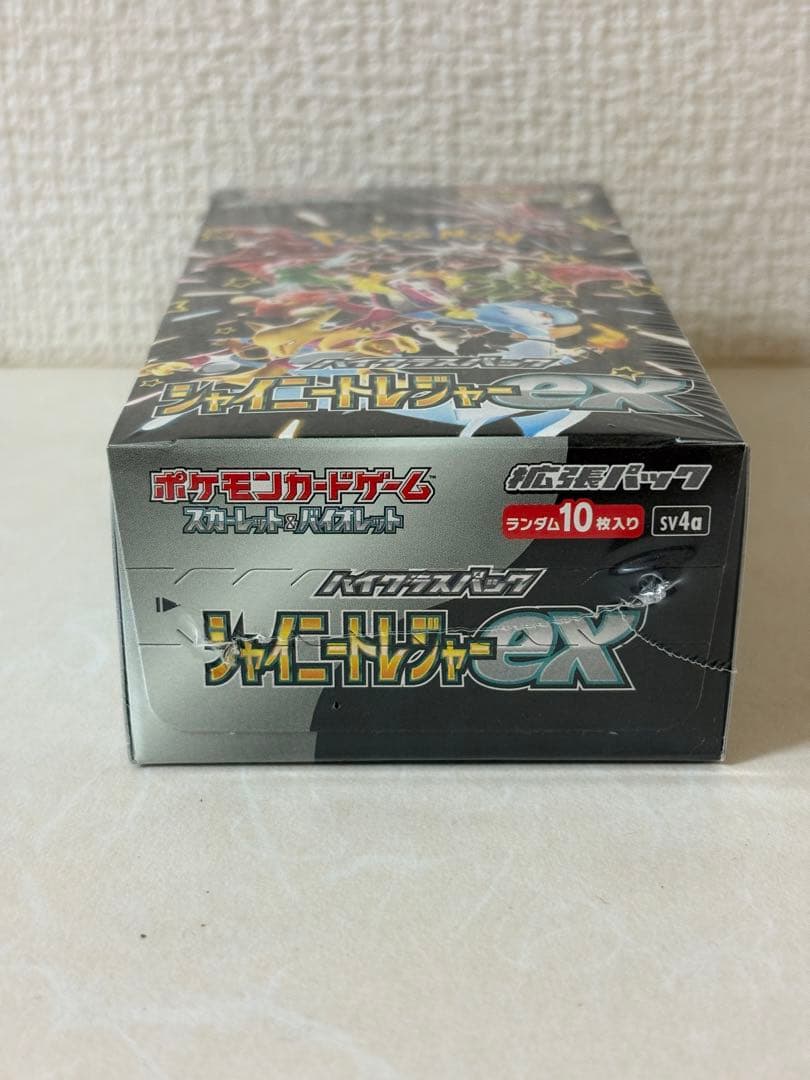 Pokémon
ハイクラスパック
シャイニートレジャーex
ポケモンカードゲーム
スカーレット&バイオレット
拡張パック
ランダム10枚入り
sv4a
ハイクラスパック
シャイニートレジャーex